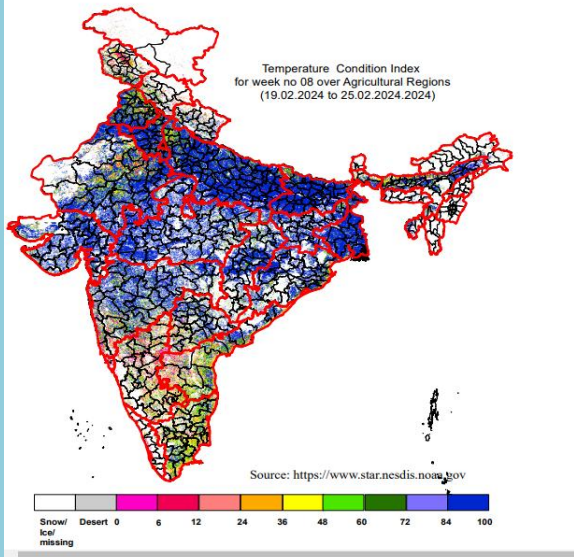 Temperature Condition Index
for week no 08 over Agricultural Regions
(19.02.2024 to 25.02.2024.2024)
Source: https://www.star.nesdis.noaa.gov
Snow/ Ice/ missing Desert 0 6 12 24 36 48 60 72 84 100